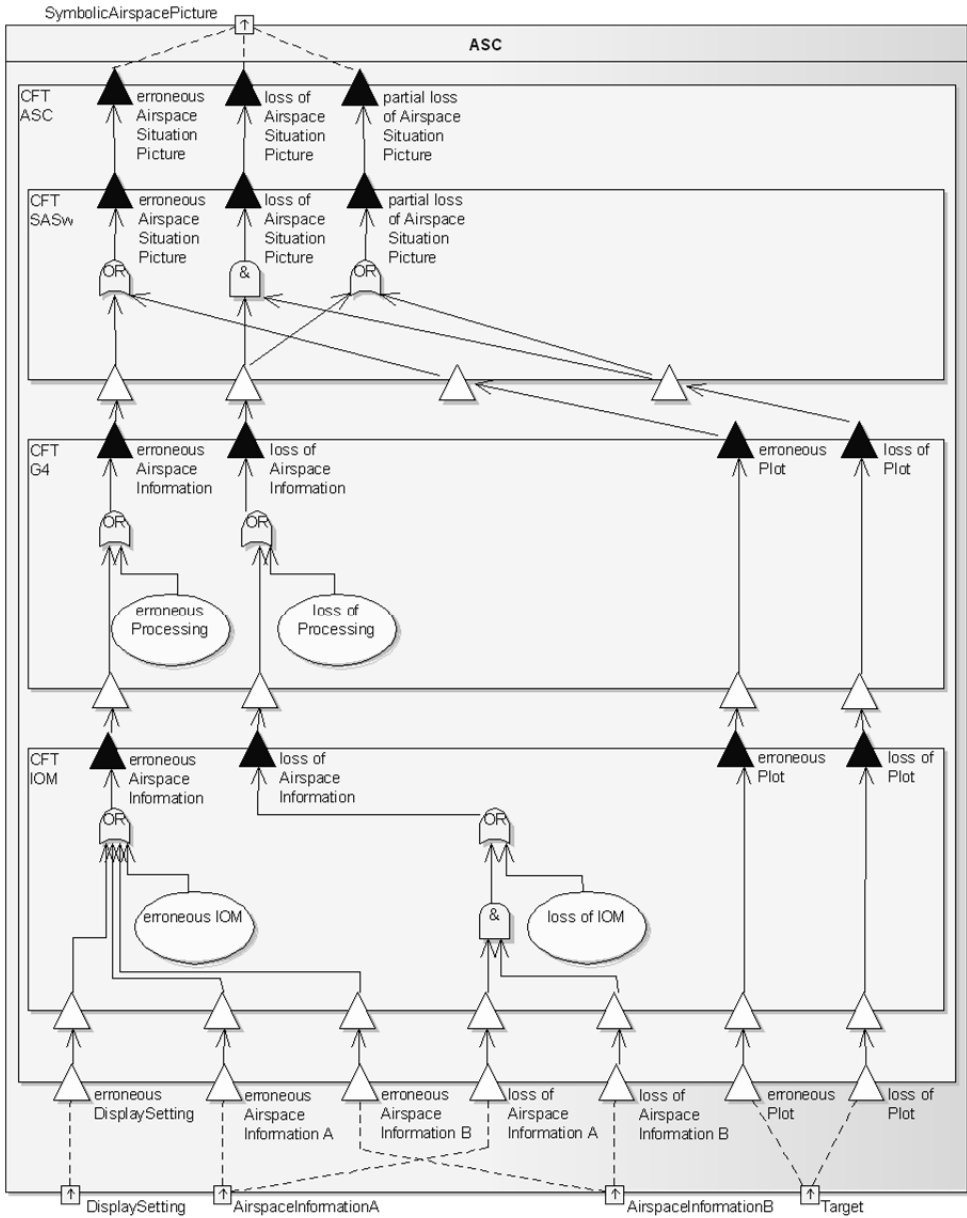 SymbolicAirspacePicture
ASC
CFT
ASC
erroneous
Airspace
Situation
Picture
loss of
Airspace
Situation
Picture
partial loss
of Airspace
Situation
Picture
CFT
SASw
erroneous
Airspace
Situation
Picture
loss of
Airspace
Situation
Picture
partial loss
of Airspace
Situation
Picture
OR
&
OR
CFT
G4
erroneous
Airspace
Information
loss of
Airspace
Information
erroneous
Plot
loss of
Plot
OR
OR
erroneous
Processing
loss of
Processing
CFT
IOM
erroneous
Airspace
Information
loss of
Airspace
Information
erroneous
Plot
loss of
Plot
OR
OR
erroneous IOM
&
loss of IOM
erroneous
DisplaySetting
erroneous
Airspace
Information A
erroneous
Airspace
Information B
loss of
Airspace
Information A
loss of
Airspace
Information B
erroneous
Plot
loss of
Plot
DisplaySetting
AirspaceInformationA
AirspaceInformationB
Target